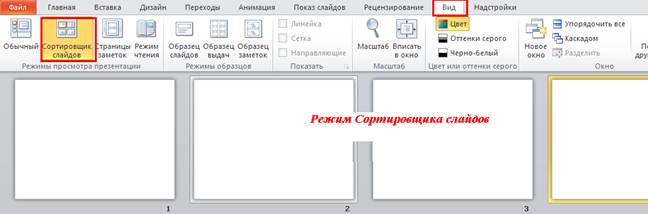 Файл Главная Вставка Дизайн Переходы Анимация Показ слайдов Рецензирование Вид Надстройки
Обычный Сортировщик слайдов Страницы заметок Режим чтения
Режимы просмотра презентации
Образец слайдов Образец выдач Образец заметок
Режимы образцов
Линейка
Сетка
Направляющие
Показать
Масштаб Вписать в окно
Масштаб
Цвет
Оттенки серого
Черно-белый
Цвет или оттенки серого
Новое окно
Упорядочить все
Каскадом
Разделить
Окно
Режим Сортировщика слайдов
1 2 3